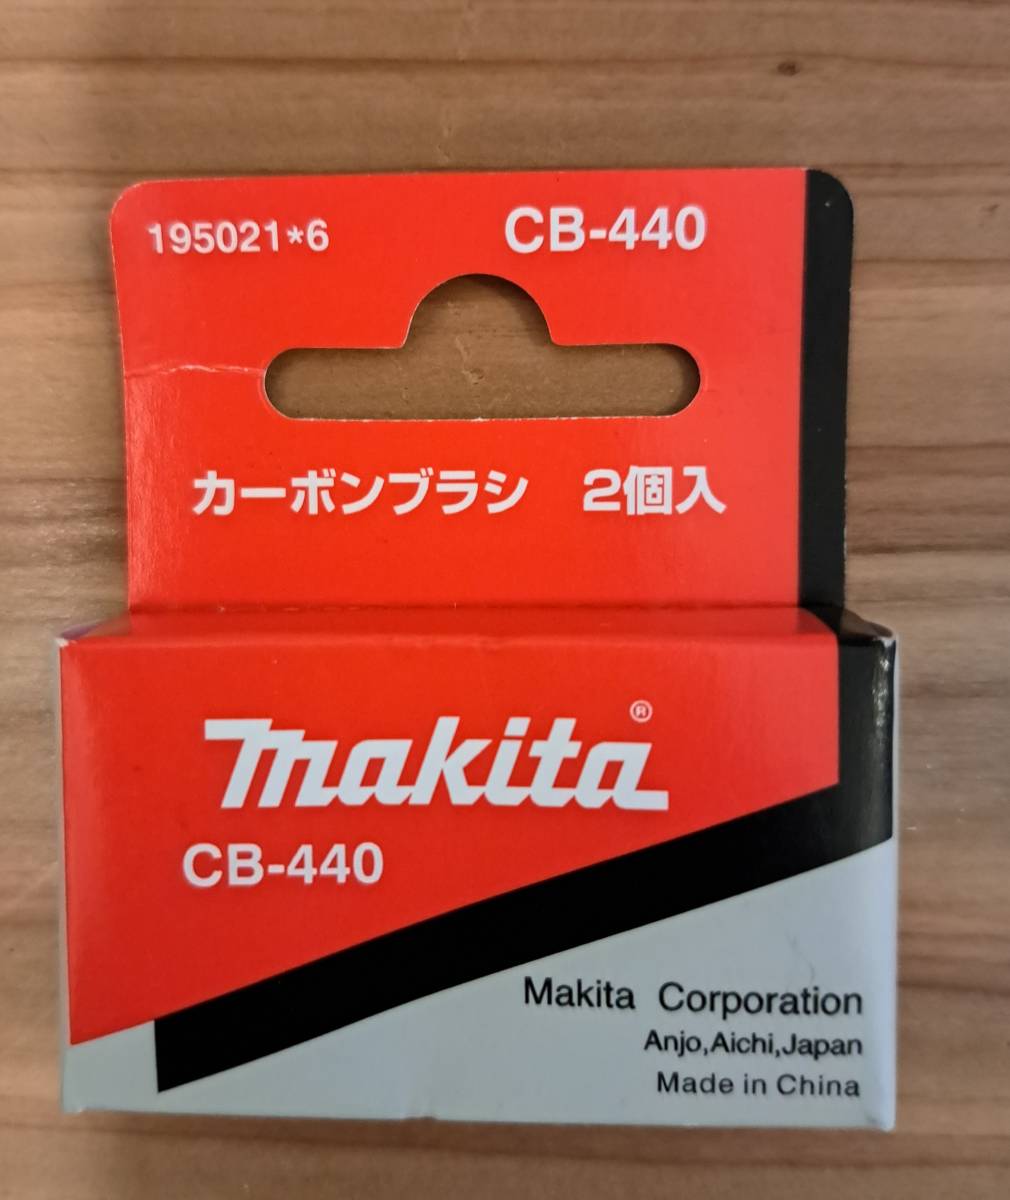 195021*6 CB-440
カーボンブラシ 2個入
makita®
CB-440
Makita Corporation
Anjo,Aichi,Japan
Made in China